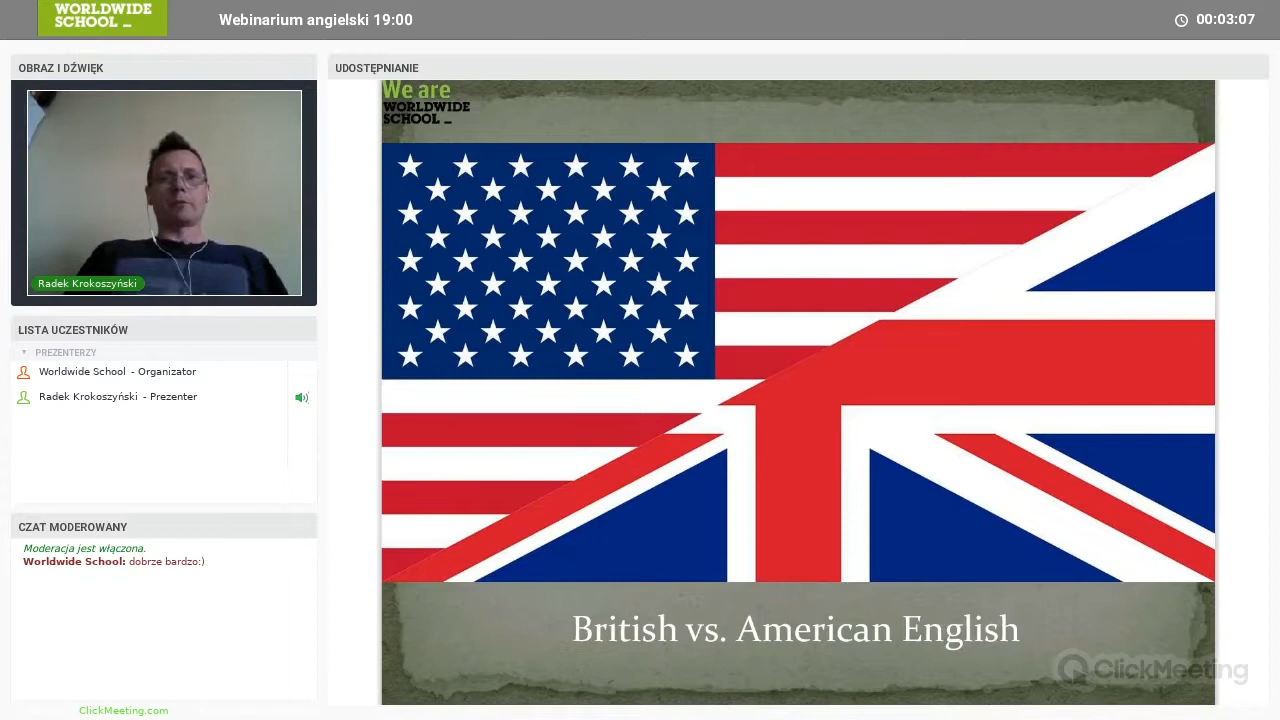 WORLDWIDE
SCHOOL _
Webinarium angielski 19:00
00:03:07
OBRAZ I DŹWIĘK
Radek Krokoszyński
LISTA UCZESTNIKÓW
PREZENTERZY
Worldwide School - Organizator
Radek Krokoszyński - Prezenter
CZAT MODEROWANY
Moderacja jest włączona.
Worldwide School: dobrze bardzo:)
ClickMeeting.com
UDOSTĘPNIANIE
We are
WORLDWIDE
SCHOOL _
British vs. American English
ClickMeeting